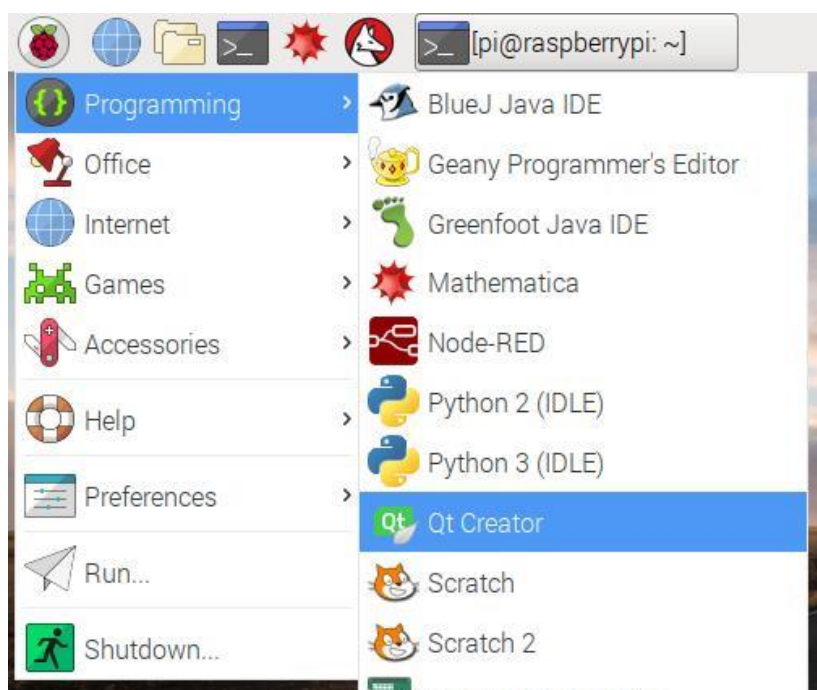 [pi@raspberrypi: ~]
Programming
Office
Internet
Games
Accessories
Help
Preferences
Run...
Shutdown...
BlueJ Java IDE
Geany Programmer's Editor
Greenfoot Java IDE
Mathematica
Node-RED
Python 2 (IDLE)
Python 3 (IDLE)
Qt Qt Creator
Scratch
Scratch 2